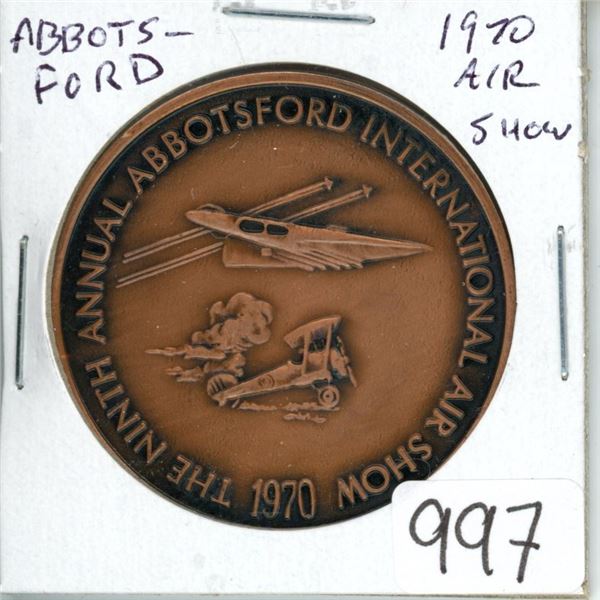 ABBOTS-
FORD
1970
AIR
SHOW
THE NINTH ANNUAL ABBOTSFORD INTERNATIONAL AIR SHOW
1970
997